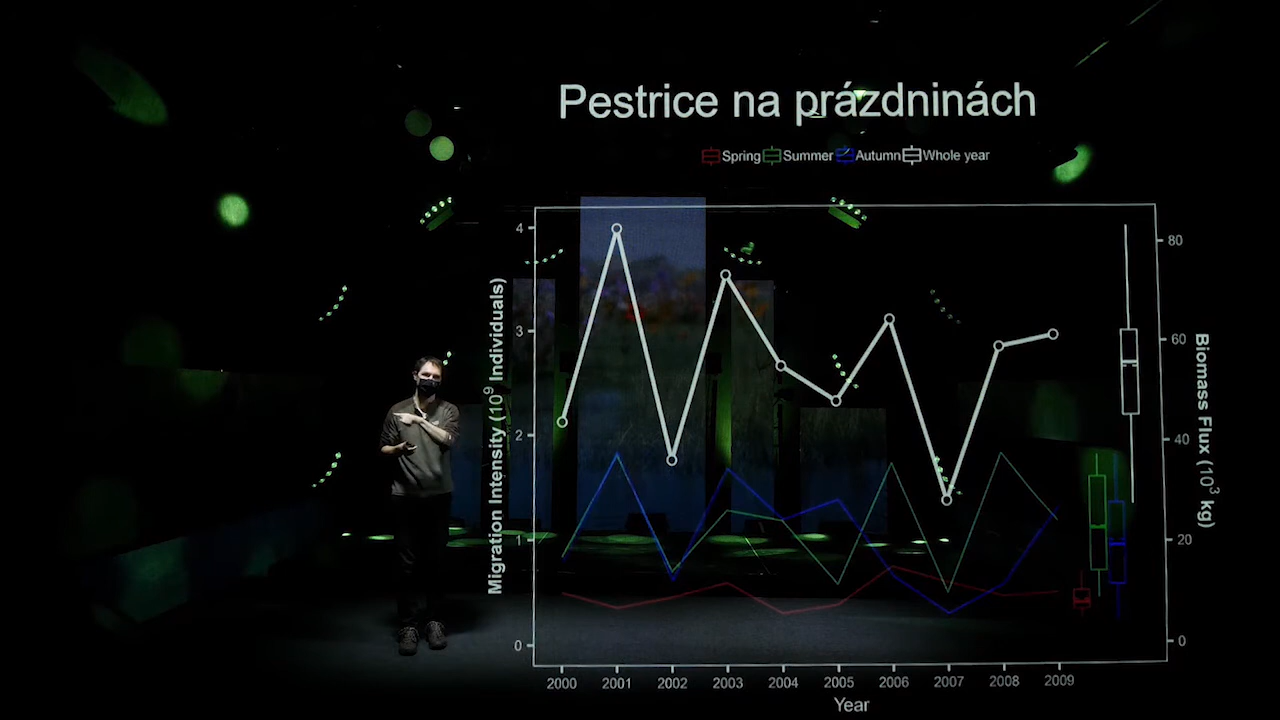 Pestrice na prázdninách
Spring Summer Autumn Whole year
Migration Intensity (10⁹ Individuals)
4
3
2
1
0
80
60
40
20
0
Biomass Flux (10³ kg)
2000 2001 2002 2003 2004 2005 2006 2007 2008 2009
Year